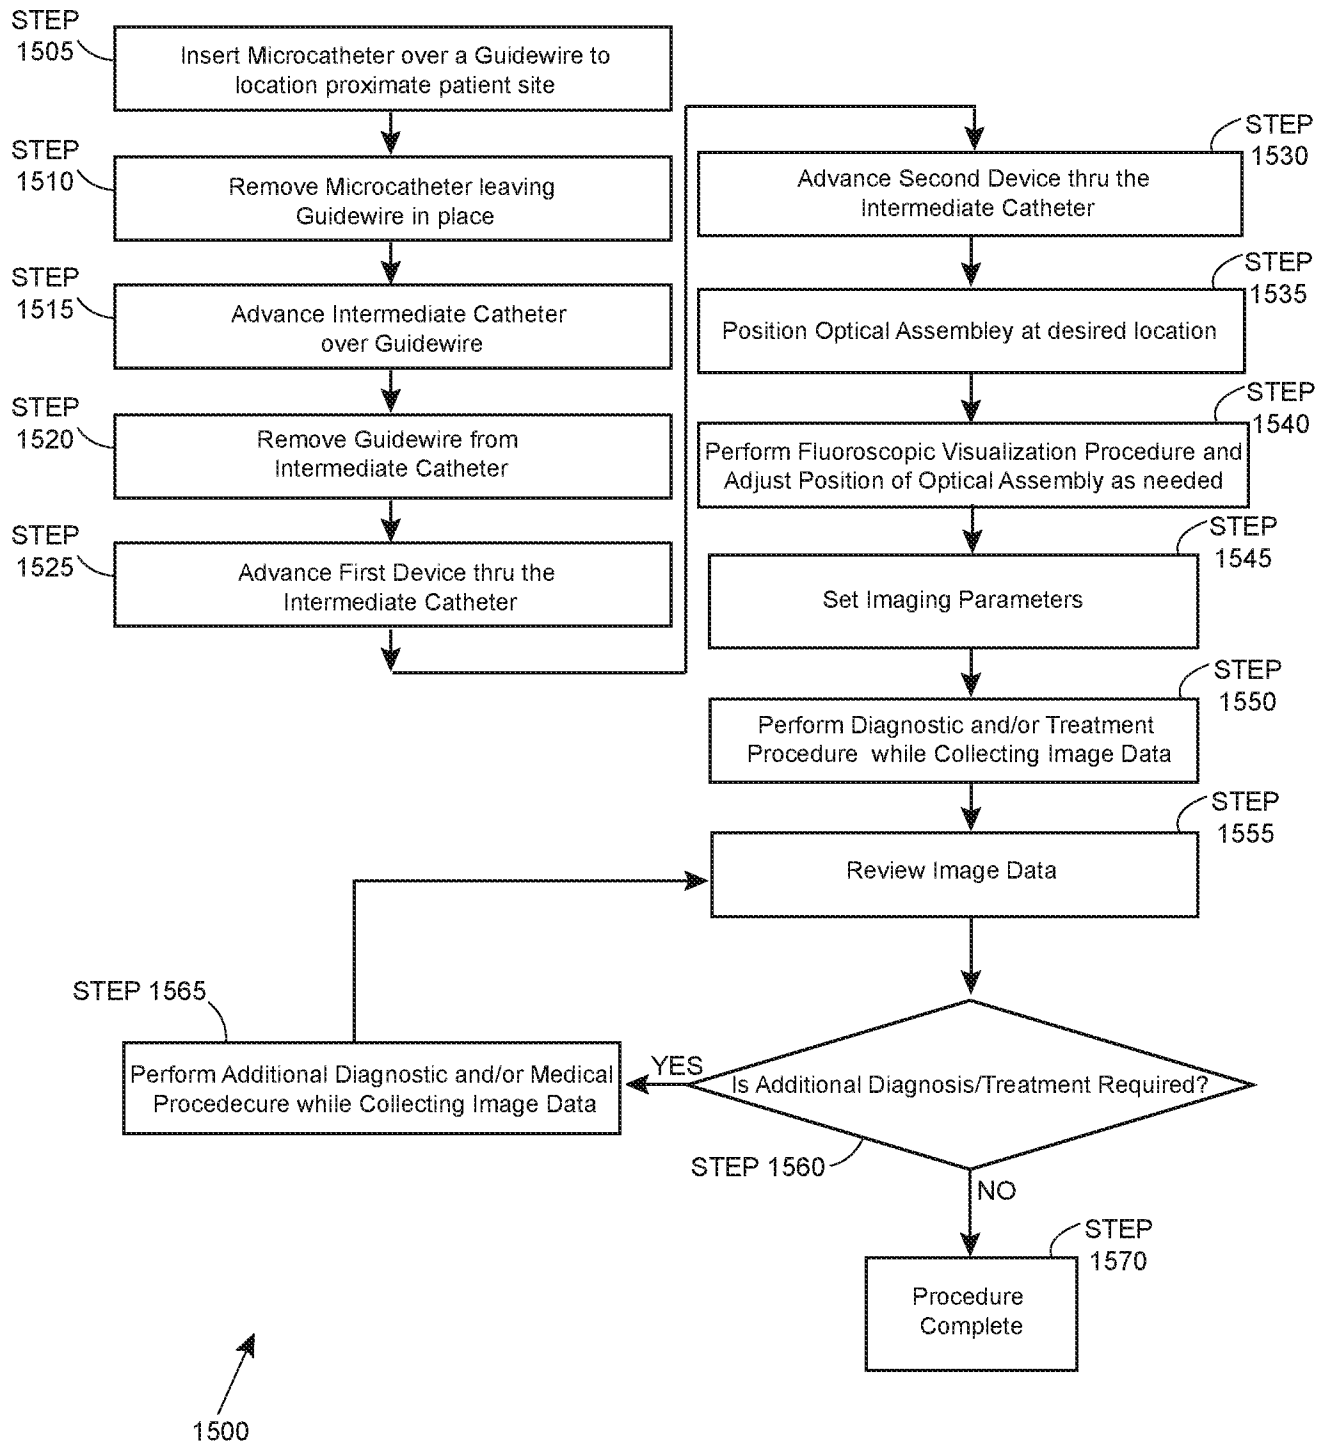 STEP
1505
Insert Microcatheter over a Guidewire to
location proximate patient site
STEP
1510
Remove Microcatheter leaving
Guidewire in place
STEP
1515
Advance Intermediate Catheter
over Guidewire
STEP
1520
Remove Guidewire from
Intermediate Catheter
STEP
1525
Advance First Device thru the
Intermediate Catheter
STEP
1530
Advance Second Device thru the
Intermediate Catheter
STEP
1535
Position Optical Assembley at desired location
STEP
1540
Perform Fluoroscopic Visualization Procedure and
Adjust Position of Optical Assembly as needed
STEP
1545
Set Imaging Parameters
STEP
1550
Perform Diagnostic and/or Treatment
Procedure while Collecting Image Data
STEP
1555
Review Image Data
STEP 1565
Perform Additional Diagnostic and/or Medical
Procedecure while Collecting Image Data
YES
Is Additional Diagnosis/Treatment Required?
STEP 1560
NO
STEP
1570
Procedure
Complete
1500